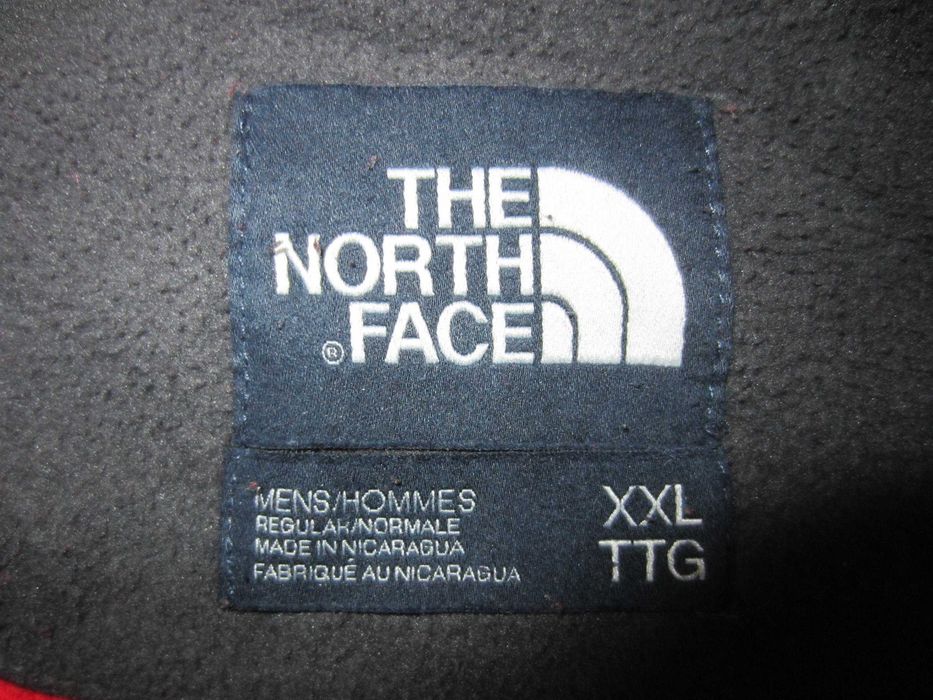 THE
NORTH
FACE
®
MENS/HOMMES
REGULAR/NORMALE
MADE IN NICARAGUA
FABRIQUÉ AU NICARAGUA
XXL
TTG